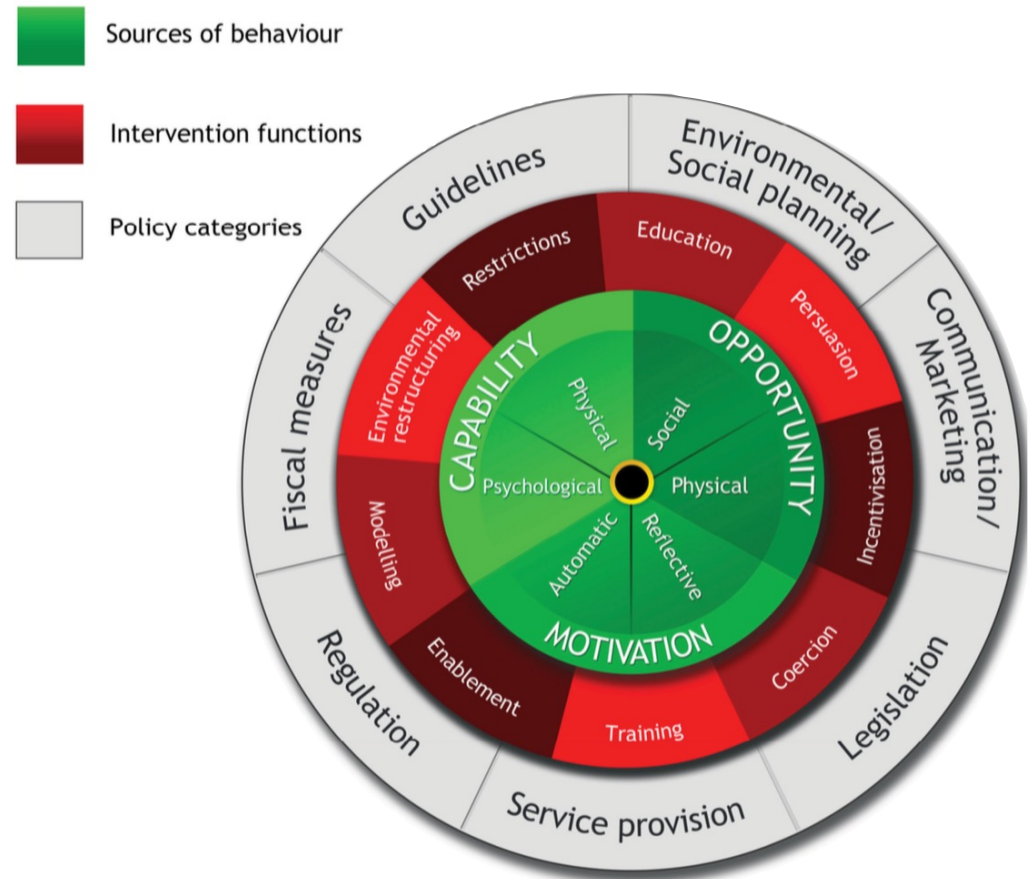 Sources of behaviour
Intervention functions
Policy categories
Guidelines
Environmental/
Social planning
Communication/
Marketing
Legislation
Service provision
Regulation
Fiscal measures
Restrictions
Education
Persuasion
Incentivisation
Coercion
Training
Enablement
Modelling
Environmental
restructuring
CAPABILITY
OPPORTUNITY
MOTIVATION
Physical
Social
Physical
Reflective
Automatic
Psychological